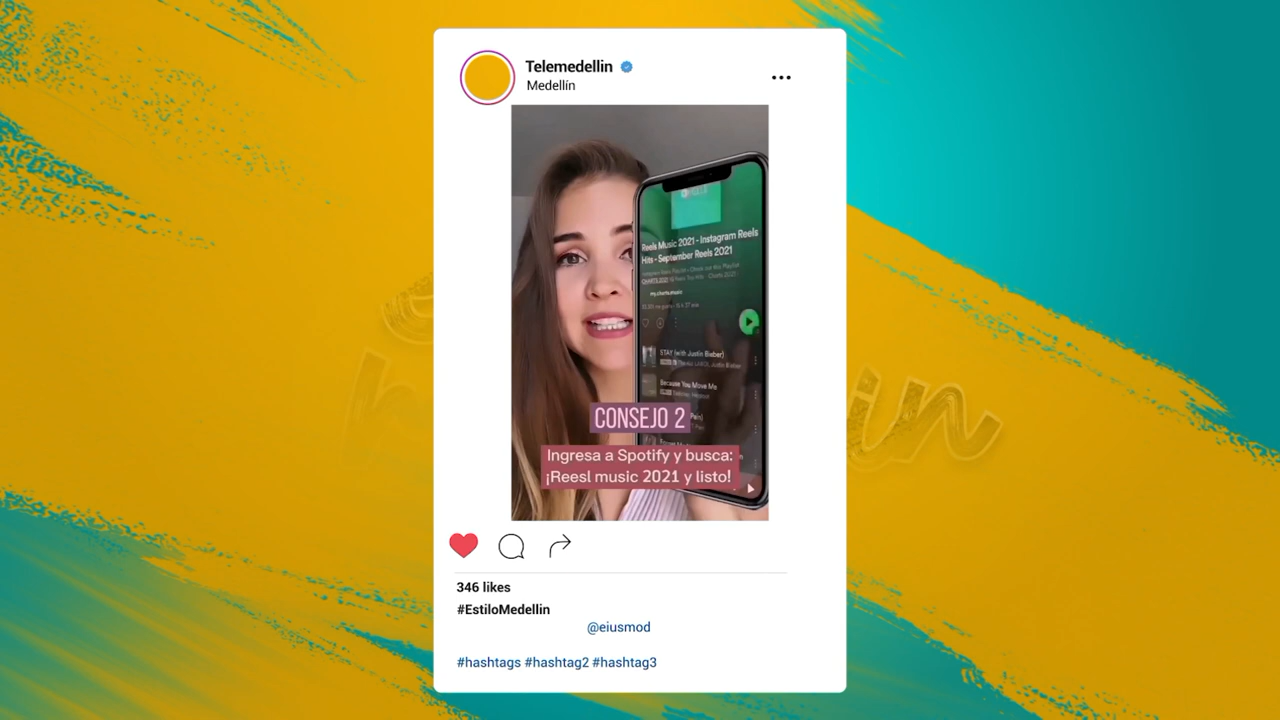 Telemedellin
Medellín
Reels Music 2021 - Instagram Reels
Hits - September Reels 2021
STAY (with Justin Bieber)
Because You Move Me
CONSEJO 2
Ingresa a Spotify y busca:
¡Reesl music 2021 y listo!
346 likes
#EstiloMedellin
@eiusmod
#hashtags #hashtag2 #hashtag3